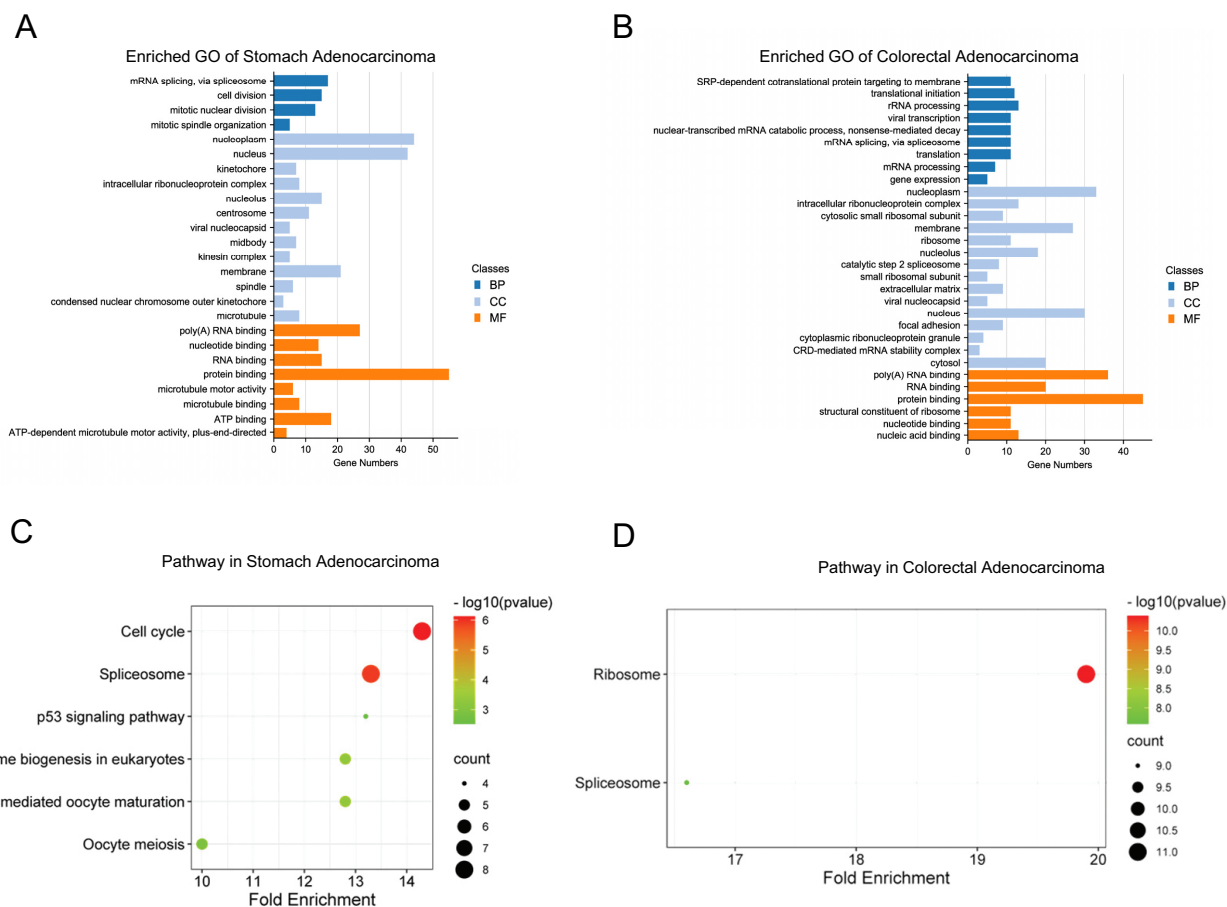 A
Enriched GO of Stomach Adenocarcinoma
mRNA splicing, via spliceosome
cell division
mitotic nuclear division
mitotic spindle organization
nucleoplasm
nucleus
kinetochore
intracellular ribonucleoprotein complex
nucleolus
centrosome
viral nucleocapsid
midbody
kinesin complex
membrane
spindle
condensed nuclear chromosome outer kinetochore
microtubule
poly(A) RNA binding
nucleotide binding
RNA binding
protein binding
microtubule motor activity
microtubule binding
ATP binding
ATP-dependent microtubule motor activity, plus-end-directed
0 10 20 30 40 50
Gene Numbers
Classes
BP
CC
MF
B
Enriched GO of Colorectal Adenocarcinoma
SRP-dependent cotranslational protein targeting to membrane
translational initiation
rRNA processing
viral transcription
nuclear-transcribed mRNA catabolic process, nonsense-mediated decay
mRNA splicing, via spliceosome
translation
mRNA processing
gene expression
nucleoplasm
intracellular ribonucleoprotein complex
cytosolic small ribosomal subunit
membrane
ribosome
nucleolus
catalytic step 2 spliceosome
small ribosomal subunit
extracellular matrix
viral nucleocapsid
nucleus
focal adhesion
cytoplasmic ribonucleoprotein granule
CRD-mediated mRNA stability complex
cytosol
poly(A) RNA binding
RNA binding
protein binding
structural constituent of ribosome
nucleotide binding
nucleic acid binding
0 10 20 30 40
Gene Numbers
Classes
BP
CC
MF
C
Pathway in Stomach Adenocarcinoma
Cell cycle
Spliceosome
p53 signaling pathway
me biogenesis in eukaryotes
mediated oocyte maturation
Oocyte meiosis
10 11 12 13 14
Fold Enrichment
- log10(pvalue)
6
5
4
3
count
4
5
6
7
8
D
Pathway in Colorectal Adenocarcinoma
Ribosome
Spliceosome
17 18 19 20
Fold Enrichment
- log10(pvalue)
10.0
9.5
9.0
8.5
8.0
count
9.0
9.5
10.0
10.5
11.0